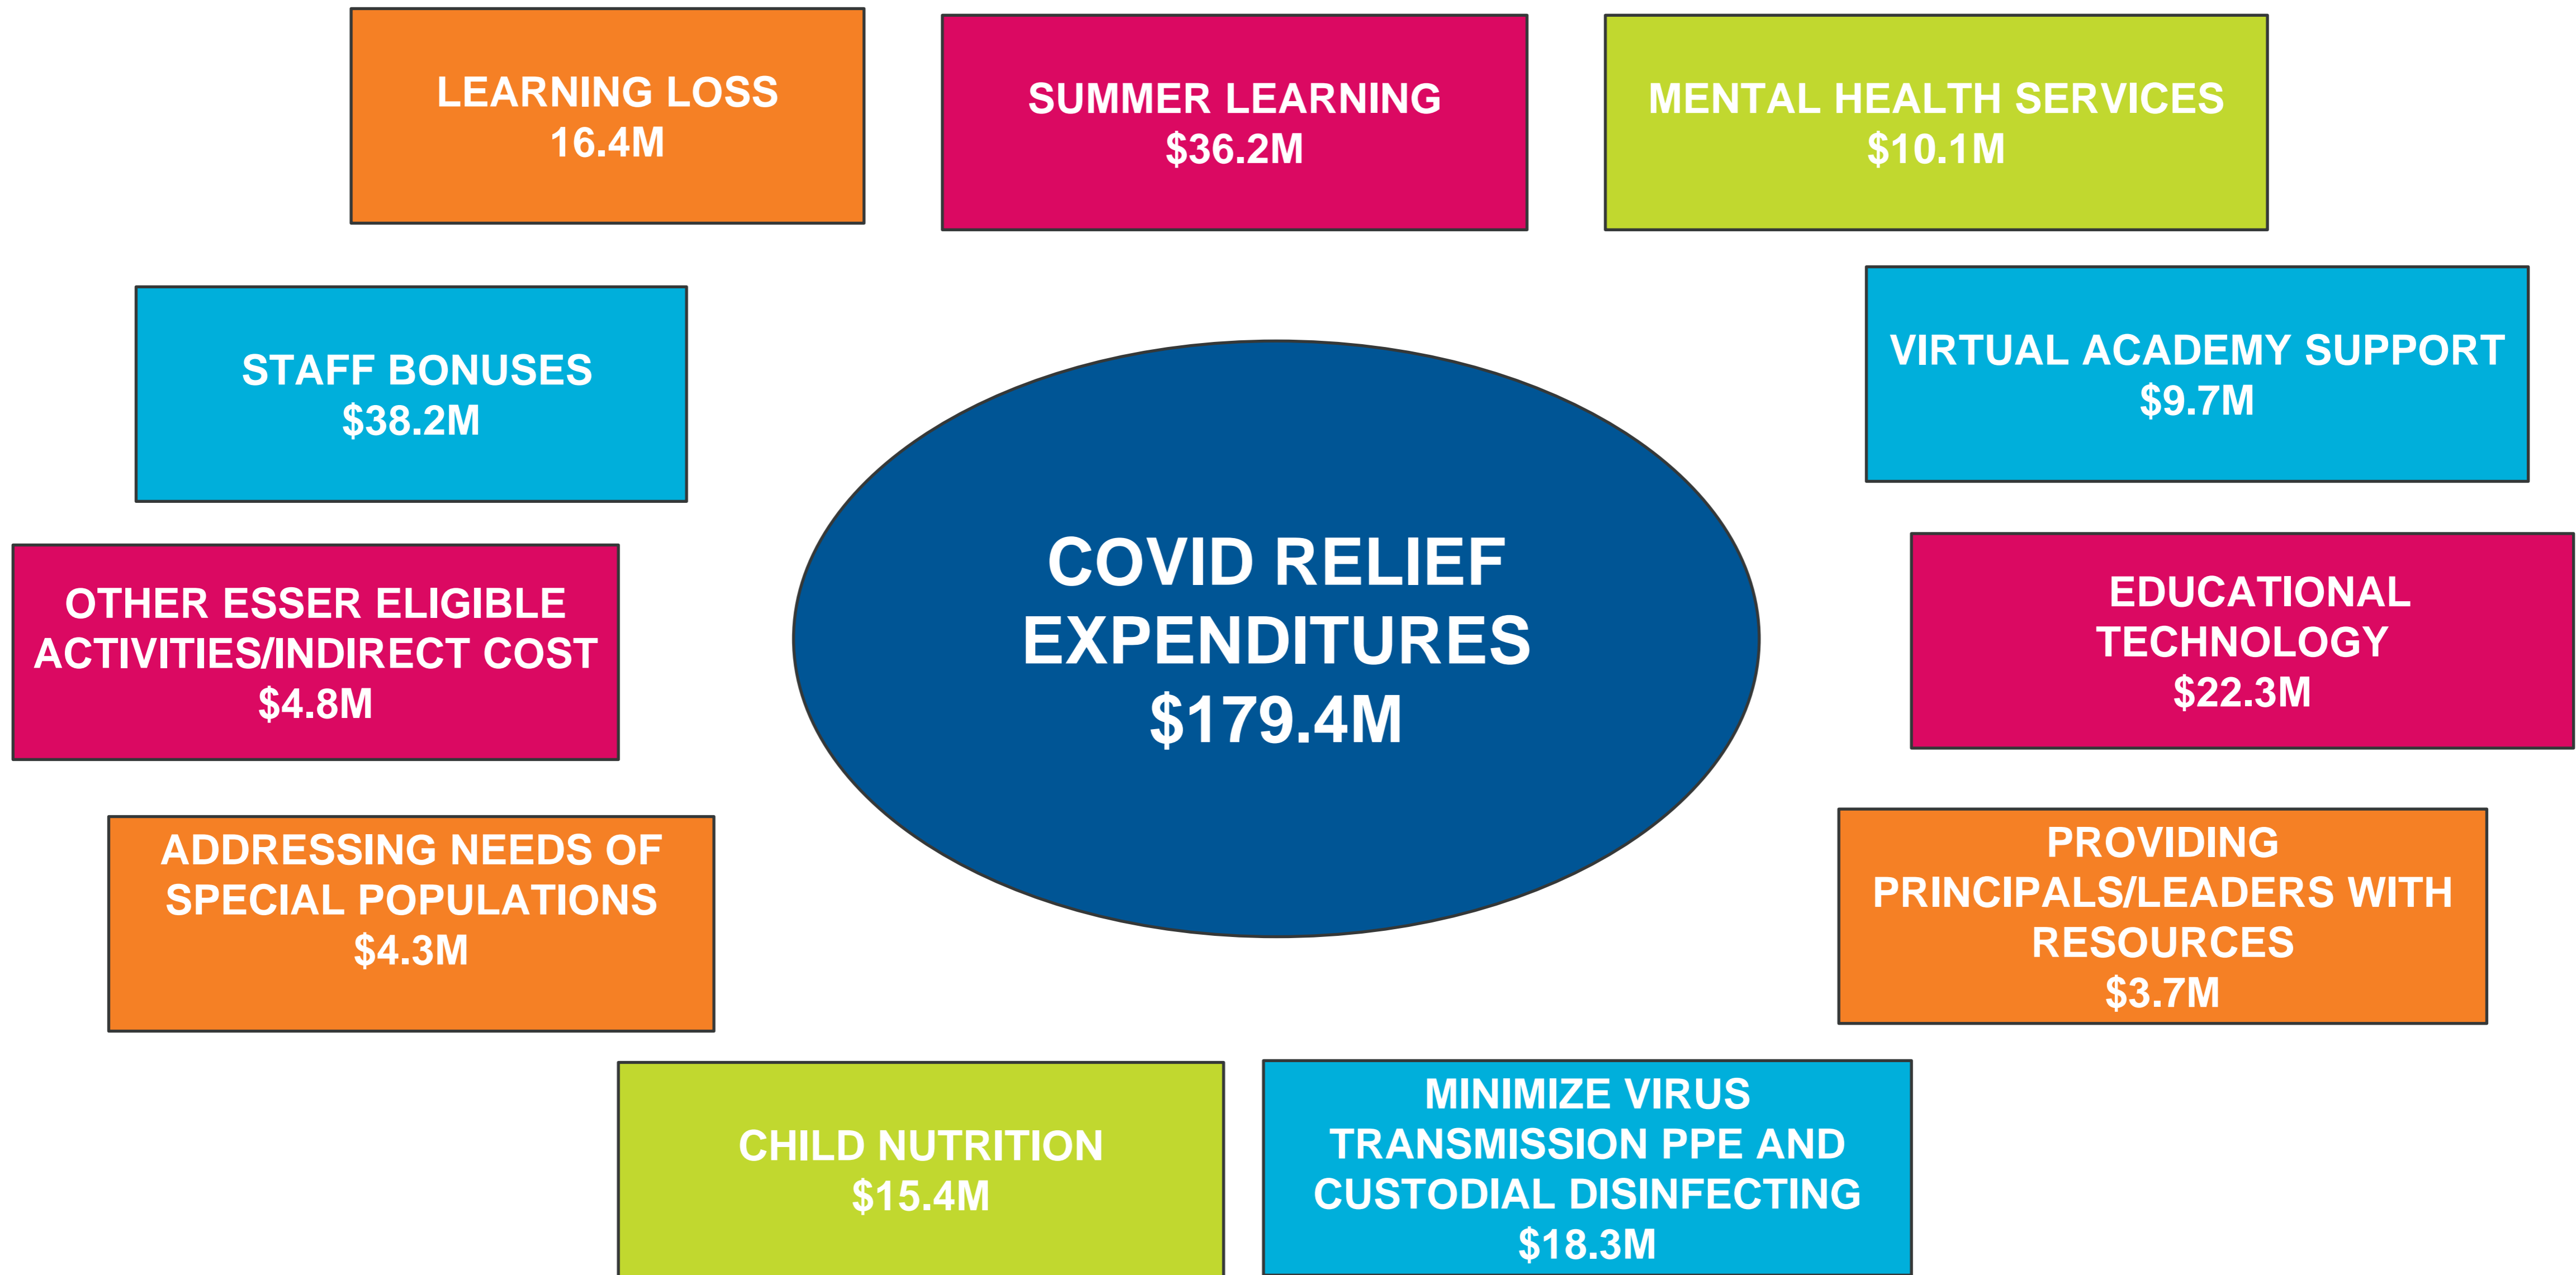 LEARNING LOSS
16.4M
SUMMER LEARNING
$36.2M
MENTAL HEALTH SERVICES
$10.1M
STAFF BONUSES
$38.2M
VIRTUAL ACADEMY SUPPORT
$9.7M
COVID RELIEF
EXPENDITURES
$179.4M
OTHER ESSER ELIGIBLE
ACTIVITIES/INDIRECT COST
$4.8M
EDUCATIONAL
TECHNOLOGY
$22.3M
ADDRESSING NEEDS OF
SPECIAL POPULATIONS
$4.3M
PROVIDING
PRINCIPALS/LEADERS WITH
RESOURCES
$3.7M
CHILD NUTRITION
$15.4M
MINIMIZE VIRUS
TRANSMISSION PPE AND
CUSTODIAL DISINFECTING
$18.3M